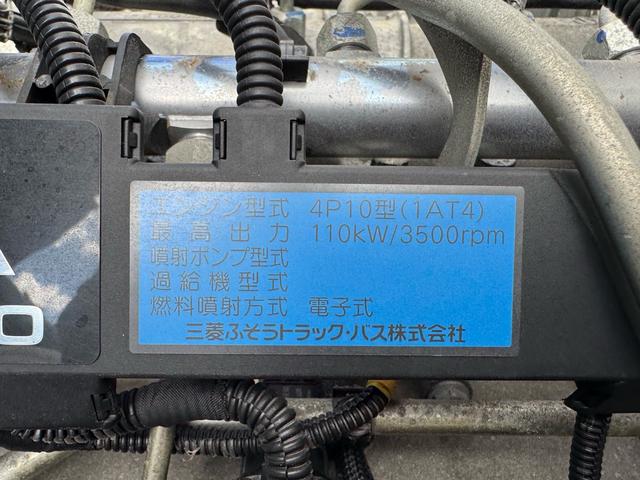 エンジン型式 4P10型(1AT4)
最高出力 110kW/3500rpm
噴射ポンプ型式
過給機型式
燃料噴射方式 電子式
三菱ふそうトラック・バス株式会社